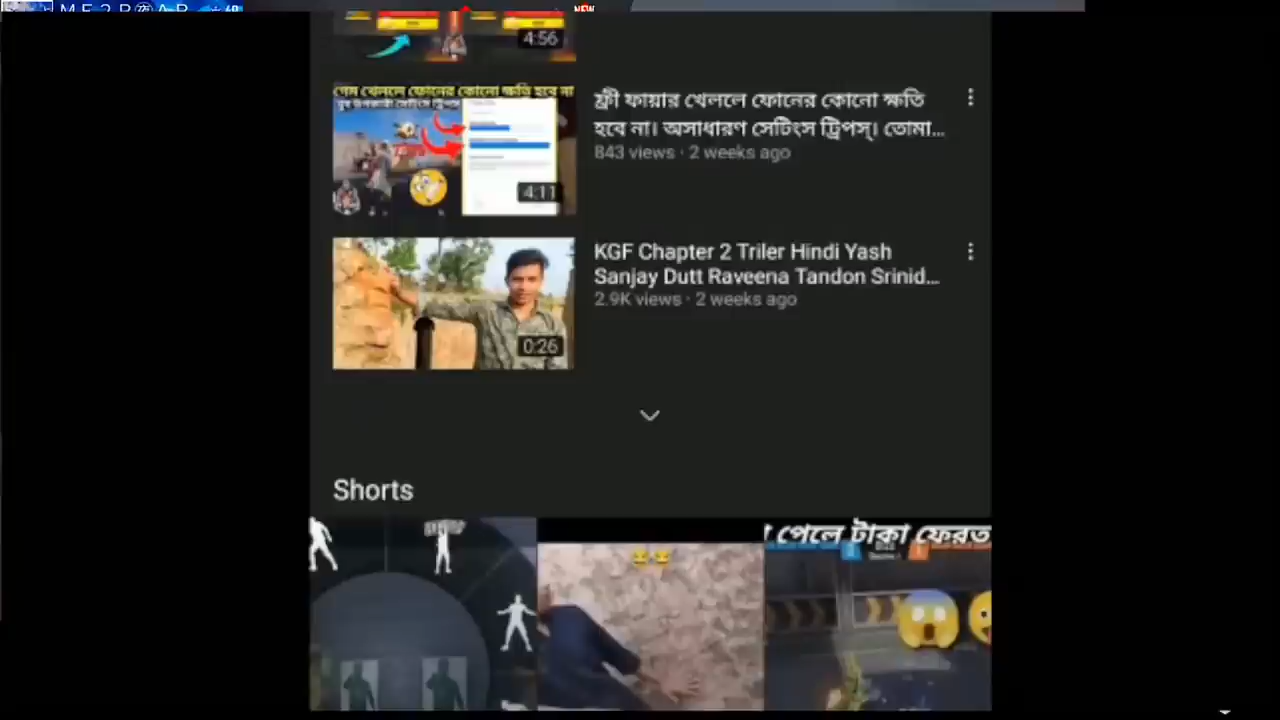 NEW
4:56
গেম খেললে ফোনের কোনো ক্ষতি হবে না
4:11
ফ্রী ফায়ার খেললে ফোনের কোনো ক্ষতি
হবে না। অসাধারণ সেটিংস ট্রিপস্। তোমা...
843 views · 2 weeks ago
0:26
KGF Chapter 2 Triler Hindi Yash
Sanjay Dutt Raveena Tandon Srinid...
2.9K views · 2 weeks ago
Shorts
পেলে টাকা ফেরত